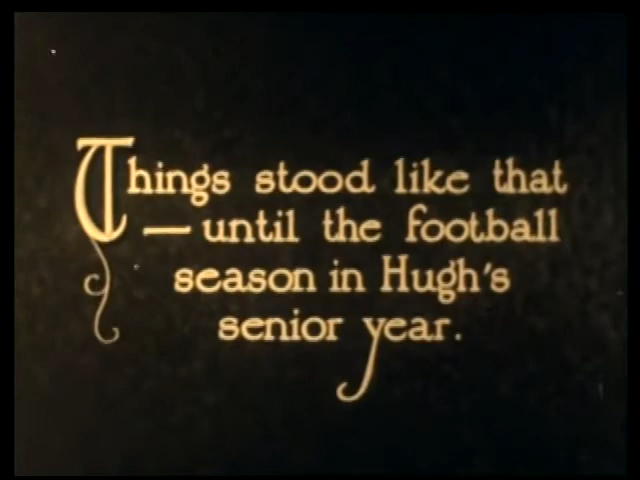 Things stood like that
— until the football
season in Hugh's
senior year.